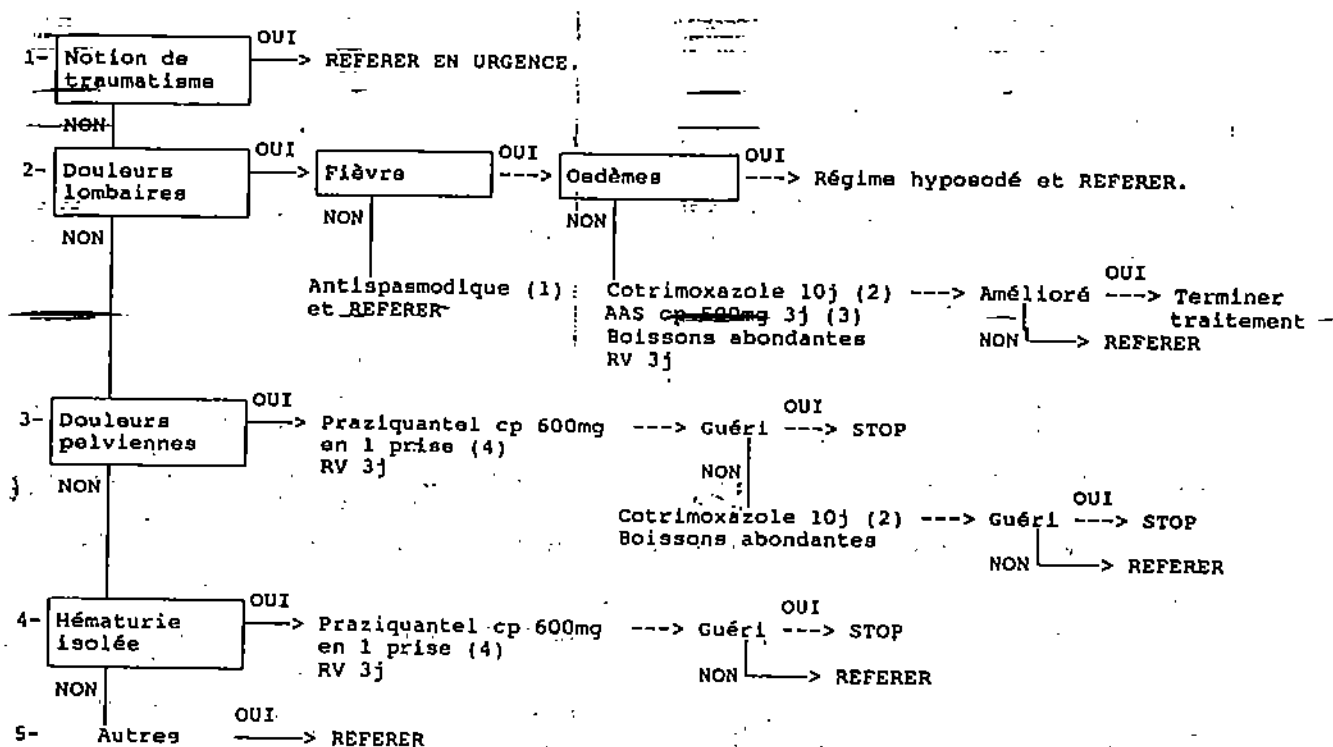 OUI
1- Notion de traumatisme ---> REFERER EN URGENCE.
NON
OUI OUI OUI
2- Douleurs lombaires ---> Fièvre ---> Oedèmes ---> Régime hyposodé et REFERER.
NON NON NON
Antispasmodique (1)
et REFERER
Cotrimoxazole 10j (2) ---> Amélioré ---> OUI Terminer
traitement
AAS cp 500mg 3j (3)
NON ---> REFERER
Boissons abondantes
RV 3j
OUI
3- Douleurs pelviennes ---> Praziquantel cp 600mg ---> Guéri ---> OUI STOP
en 1 prise (4)
RV 3j
NON
NON
Cotrimoxazole 10j (2) ---> Guéri ---> OUI STOP
Boissons abondantes
NON ---> REFERER
OUI
4- Hématurie isolée ---> Praziquantel cp 600mg ---> Guéri ---> OUI STOP
en 1 prise (4)
RV 3j
NON ---> REFERER
NON
OUI
5- Autres ---> REFERER